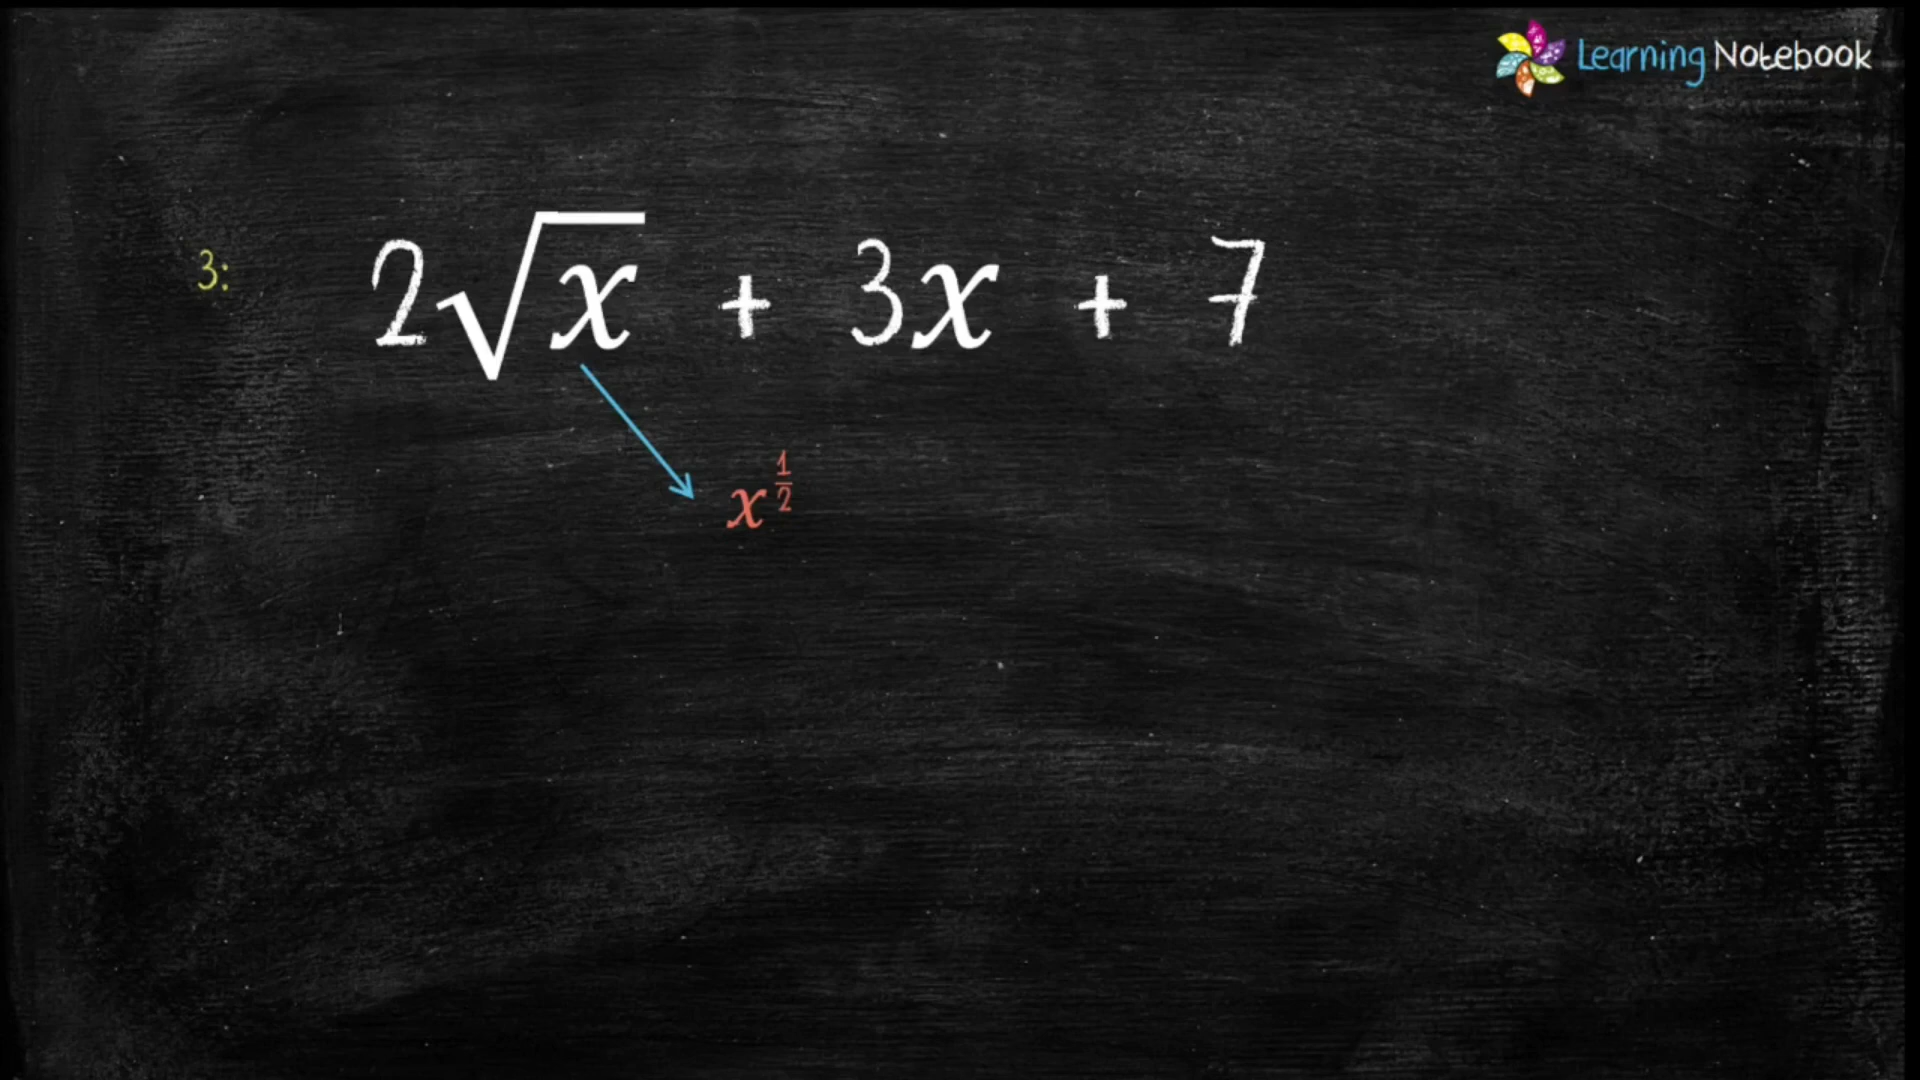 Learning Notebook
3: 2√x + 3x + 7
x^(1/2)